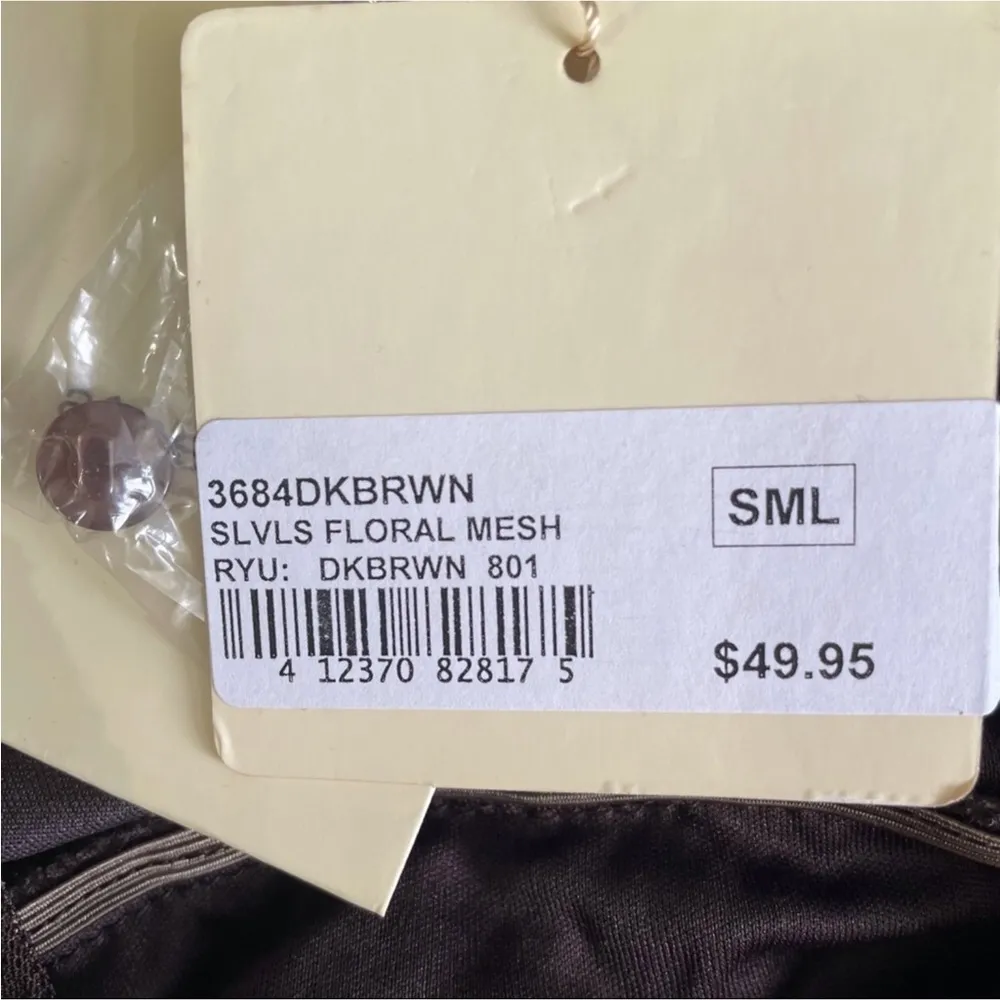 3684DKBRWN
SML
SLVLS FLORAL MESH
RYU: DKBRWN 801
4 12370 82817 5
$49.95